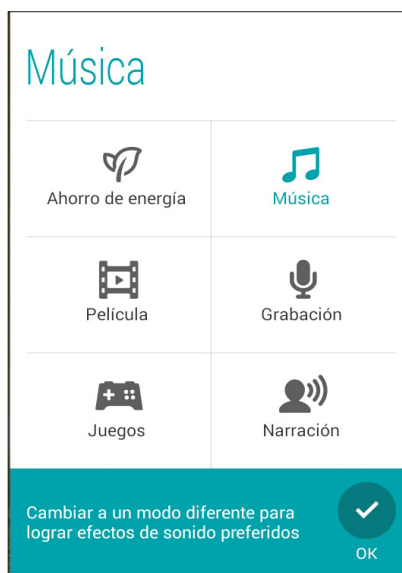 Música
Ahorro de energía
Música
Película
Grabación
Juegos
Narración
Cambiar a un modo diferente para
lograr efectos de sonido preferidos
OK